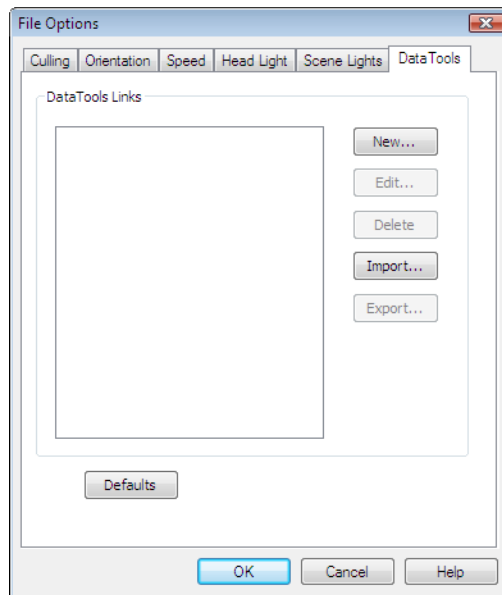 File Options
Culling Orientation Speed Head Light Scene Lights DataTools
DataTools Links
New...
Edit...
Delete
Import...
Export...
Defaults
OK Cancel Help